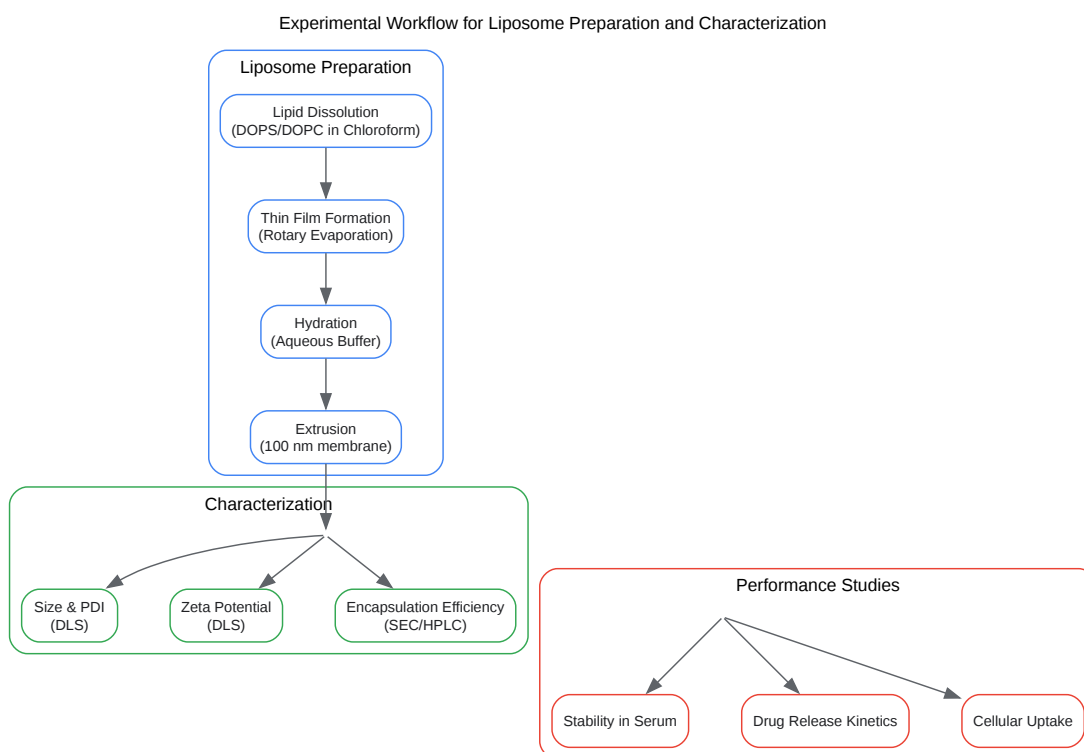 Experimental Workflow for Liposome Preparation and Characterization
Liposome Preparation
Lipid Dissolution
(DOPS/DOPC in Chloroform)
Thin Film Formation
(Rotary Evaporation)
Hydration
(Aqueous Buffer)
Extrusion
(100 nm membrane)
Characterization
Size & PDI
(DLS)
Zeta Potential
(DLS)
Encapsulation Efficiency
(SEC/HPLC)
Performance Studies
Stability in Serum
Drug Release Kinetics
Cellular Uptake